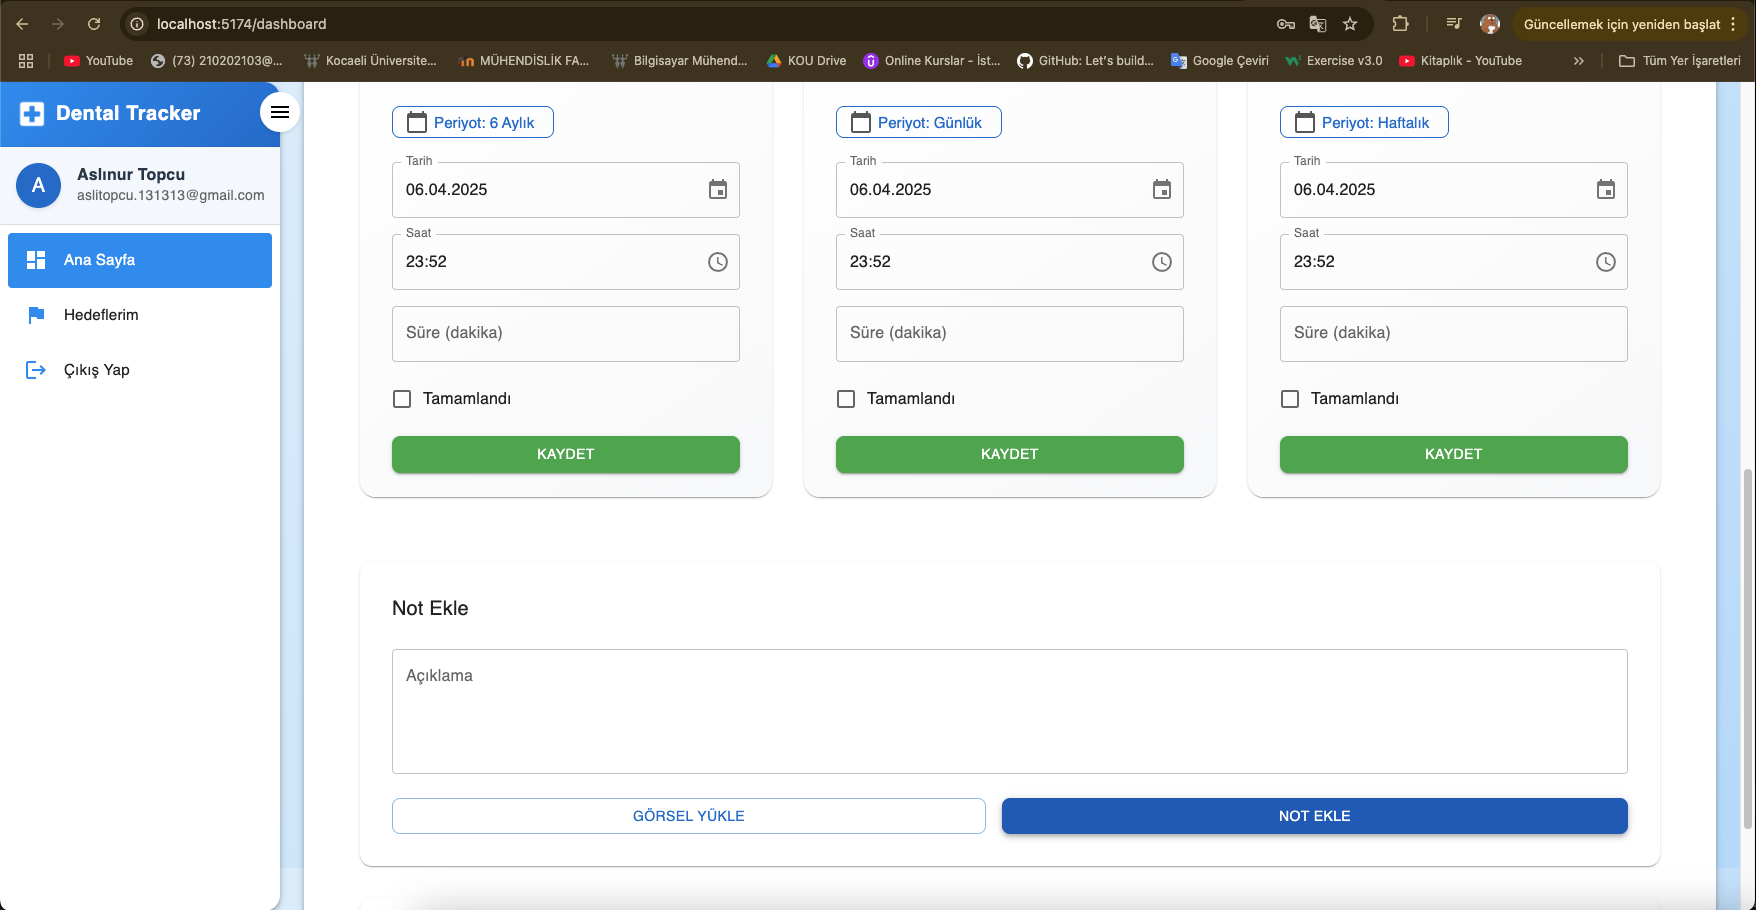 localhost:5174/dashboard
Güncellemek için yeniden başlat
YouTube
(73) 210202103@...
Kocaeli Üniversite...
MÜHENDİSLİK FA...
Bilgisayar Mühend...
KOU Drive
Online Kurslar - İst...
GitHub: Let's build...
Google Çeviri
Exercise v3.0
Kitaplık - YouTube
Tüm Yer İşaretleri
Dental Tracker
A
Aslınur Topcu
aslitopcu.131313@gmail.com
Ana Sayfa
Hedeflerim
Çıkış Yap
Periyot: 6 Aylık
Tarih
06.04.2025
Saat
23:52
Süre (dakika)
Tamamlandı
KAYDET
Periyot: Günlük
Tarih
06.04.2025
Saat
23:52
Süre (dakika)
Tamamlandı
KAYDET
Periyot: Haftalık
Tarih
06.04.2025
Saat
23:52
Süre (dakika)
Tamamlandı
KAYDET
Not Ekle
Açıklama
GÖRSEL YÜKLE
NOT EKLE